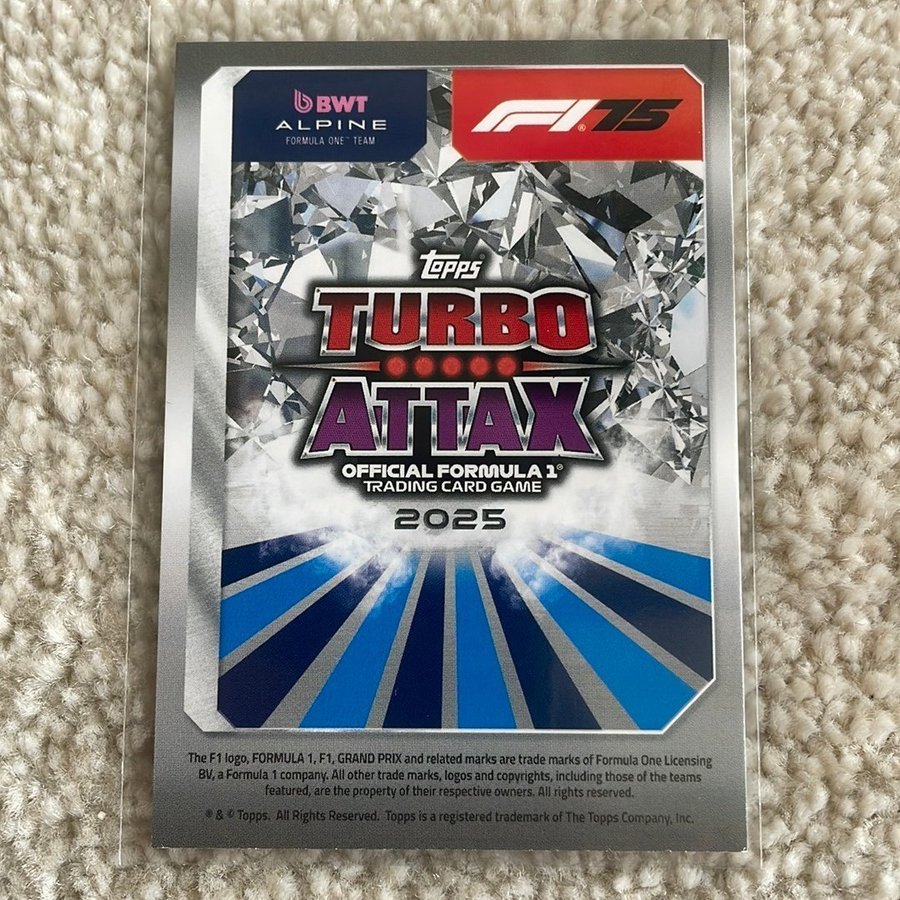 BWT
ALPINE
FORMULA ONE™ TEAM
F1® 75
Topps®
TURBO
ATTAX
OFFICIAL FORMULA 1®
TRADING CARD GAME
2025
The F1 logo, FORMULA 1, F1, GRAND PRIX and related marks are trade marks of Formula One Licensing
BV, a Formula 1 company. All other trade marks, logos and copyrights, including those of the teams
featured, are the property of their respective owners. All rights reserved.
® & © Topps. All Rights Reserved. Topps is a registered trademark of The Topps Company, Inc.